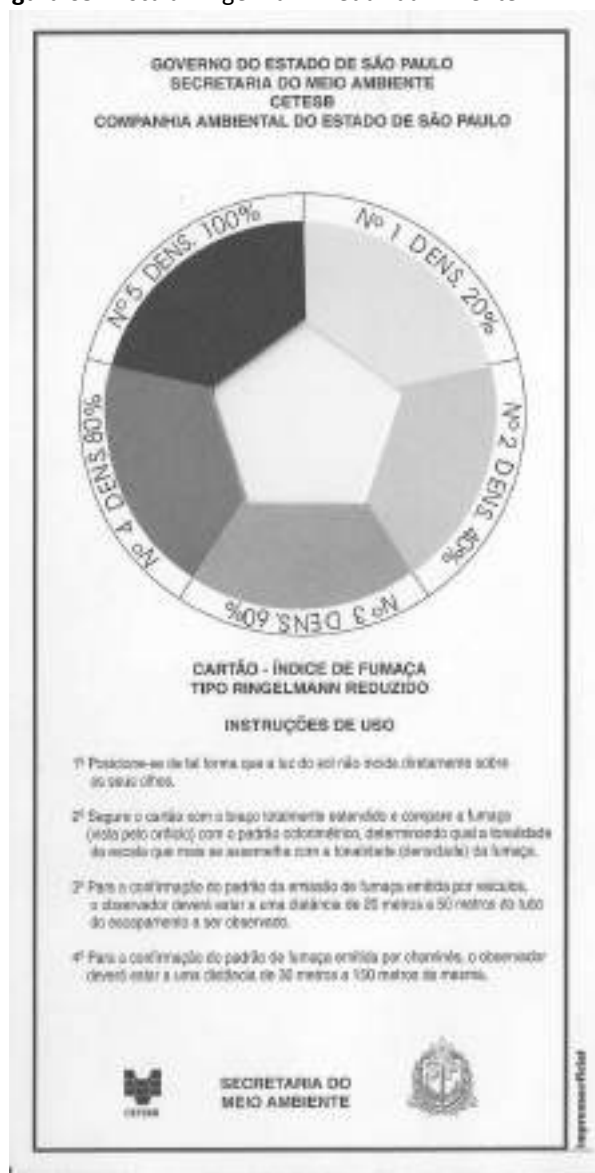 GOVERNO DO ESTADO DE SÃO PAULO
SECRETARIA DO MEIO AMBIENTE
CETESB
COMPANHIA AMBIENTAL DO ESTADO DE SÃO PAULO
Nº 1 DENS. 20%
Nº 2 DENS. 40%
Nº 3 DENS. 60%
Nº 4 DENS. 80%
Nº 5 DENS. 100%
CARTÃO - ÍNDICE DE FUMAÇA
TIPO RINGELMANN REDUZIDO
INSTRUÇÕES DE USO
1º Posicione-se de tal forma que a luz do sol não incida diretamente sobre
os seus olhos.
2º Segure o cartão com o braço totalmente estendido e compare a fumaça
(vista pelo orifício) com o padrão colorimétrico, determinando qual a tonalidade
da escala que mais se assemelha com a tonalidade (densidade) da fumaça.
3º Para a confirmação do padrão da emissão de fumaça emitida por veículos,
o observador deverá estar a uma distância de 20 metros a 50 metros do tubo
do escapamento a ser observado.
4º Para a confirmação do padrão de fumaça emitida por chaminés, o observador
deverá estar a uma distância de 30 metros a 150 metros da mesma.
CETESB
SECRETARIA DO
MEIO AMBIENTE
imprensaoficial